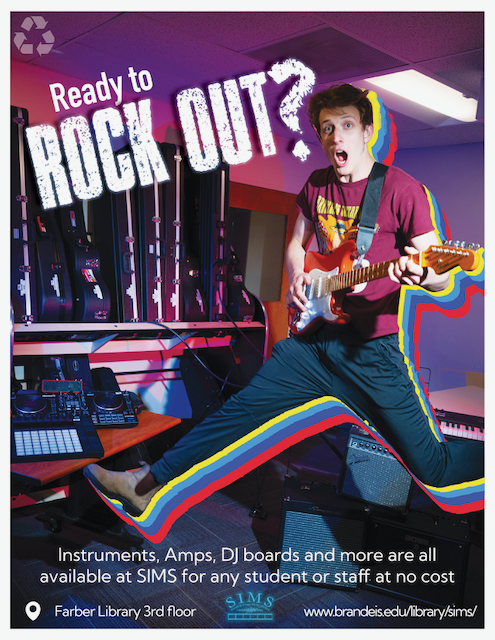 Ready to
ROCK OUT?
Instruments, Amps, DJ boards and more are all
available at SIMS for any student or staff at no cost
Farber Library 3rd floor
SIMS
www.brandeis.edu/library/sims/